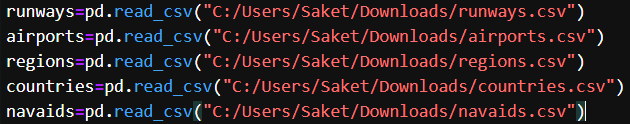 runways=pd.read_csv("C:/Users/Saket/Downloads/runways.csv")
airports=pd.read_csv("C:/Users/Saket/Downloads/airports.csv")
regions=pd.read_csv("C:/Users/Saket/Downloads/regions.csv")
countries=pd.read_csv("C:/Users/Saket/Downloads/countries.csv")
navaids=pd.read_csv("C:/Users/Saket/Downloads/navaids.csv")